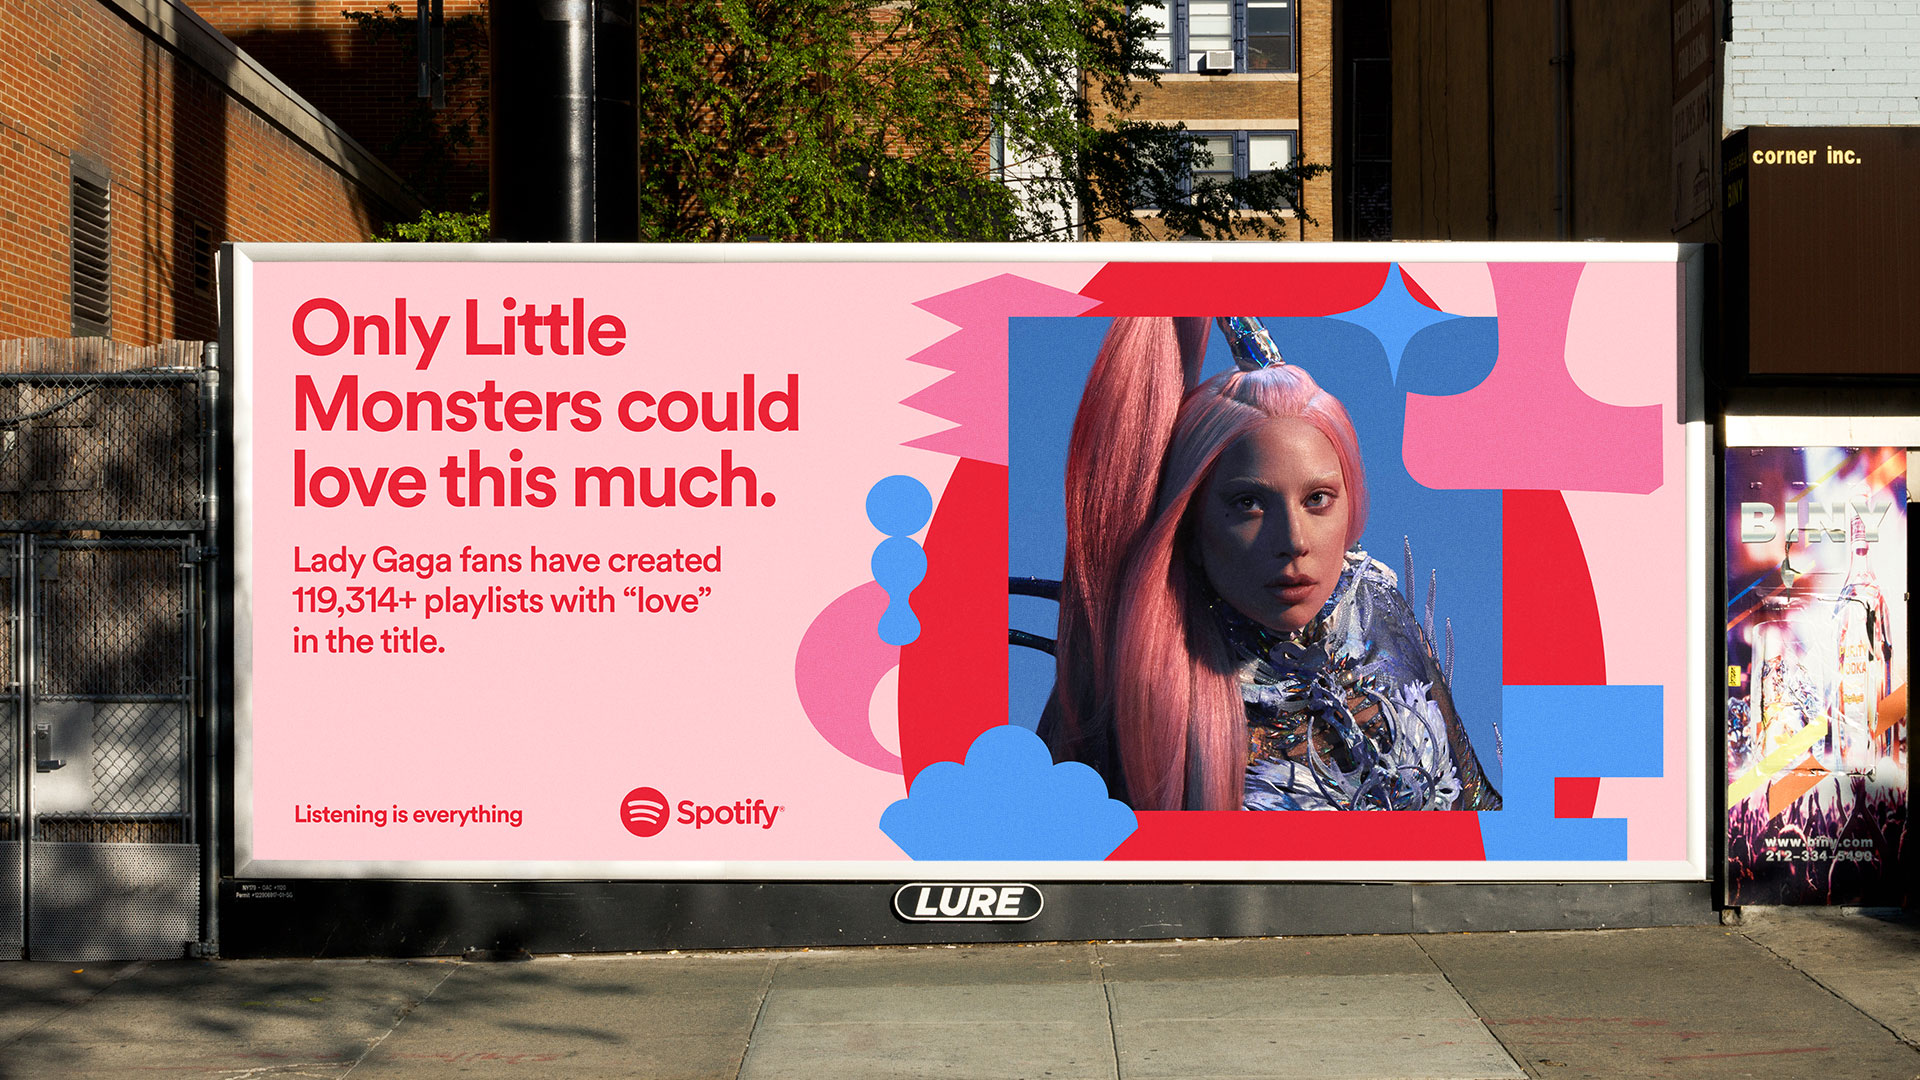 Only Little
Monsters could
love this much.
Lady Gaga fans have created
119,314+ playlists with “love”
in the title.
Listening is everything
Spotify®
LURE
corner inc.
BINY
BINY
www.biny.com
212-334-5490